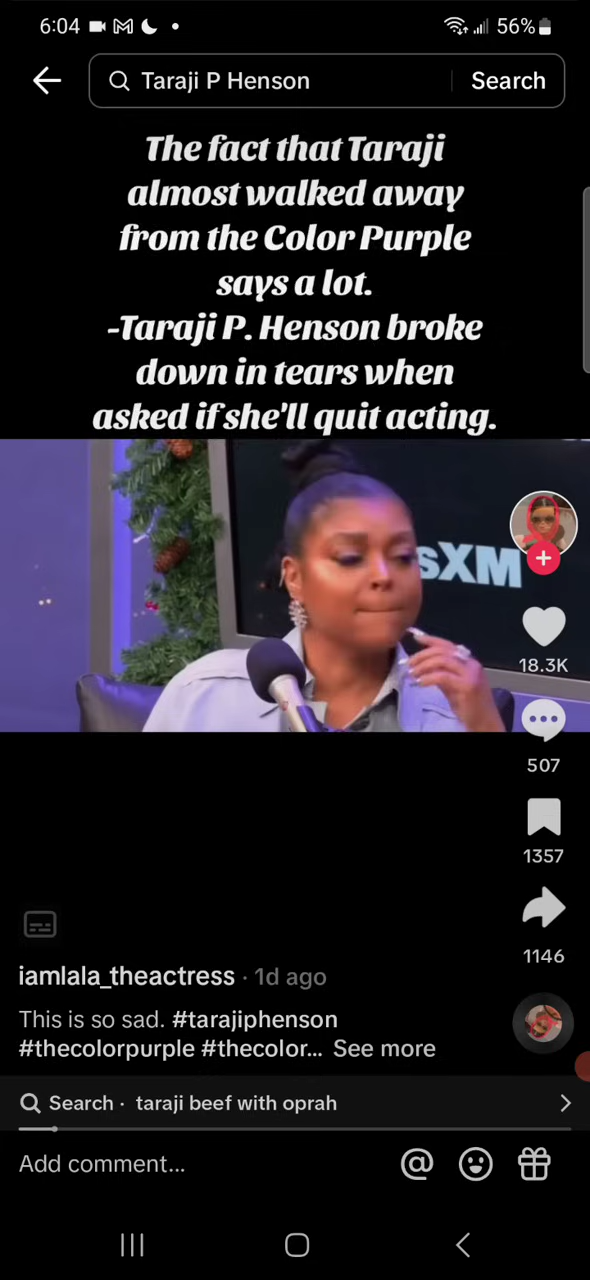 6:04
56%
Taraji P Henson
Search
The fact that Taraji
almost walked away
from the Color Purple
says a lot.
-Taraji P. Henson broke
down in tears when
asked if she'll quit acting.
sXM
18.3K
507
1357
1146
iamlala_theactress · 1d ago
This is so sad. #tarajiphenson
#thecolorpurple #thecolor... See more
Search · taraji beef with oprah
Add comment...